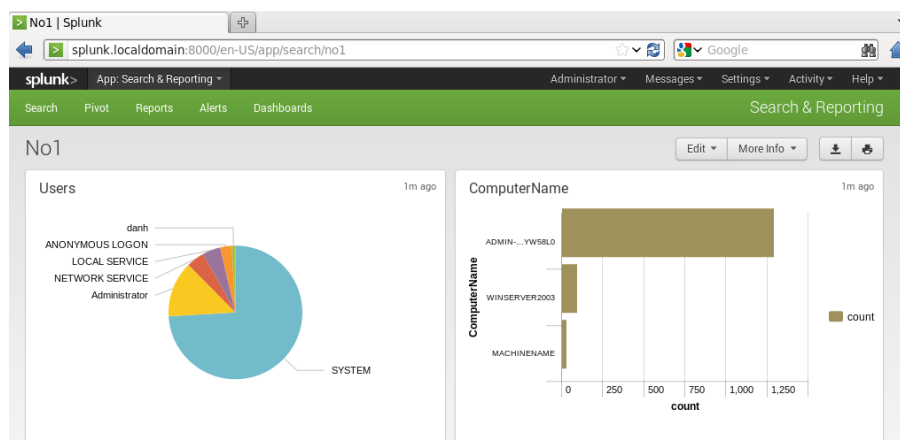 No1 | Splunk
splunk.localdomain:8000/en-US/app/search/no1
Google
splunk> App: Search & Reporting
Administrator Messages Settings Activity Help
Search Pivot Reports Alerts Dashboards
Search & Reporting
No1
Edit More Info
Users
1m ago
danh
ANONYMOUS LOGON
LOCAL SERVICE
NETWORK SERVICE
Administrator
SYSTEM
ComputerName
1m ago
ComputerName
ADMIN-...YW58L0
WINSERVER2003
MACHINENAME
0 250 500 750 1,000 1,250
count
count